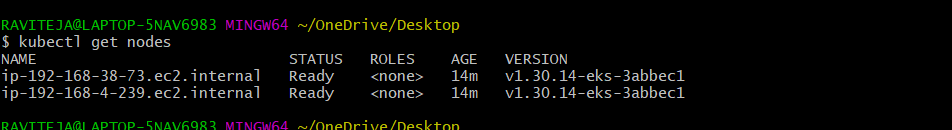 RAVITEJA@LAPTOP-5NAV6983 MINGW64 ~/OneDrive/Desktop
$ kubectl get nodes
NAME STATUS ROLES AGE VERSION
ip-192-168-38-73.ec2.internal Ready <none> 14m v1.30.14-eks-3abbec1
ip-192-168-4-239.ec2.internal Ready <none> 14m v1.30.14-eks-3abbec1
RAVITEJA@LAPTOP-5NAV6983 MINGW64 ~/OneDrive/Desktop